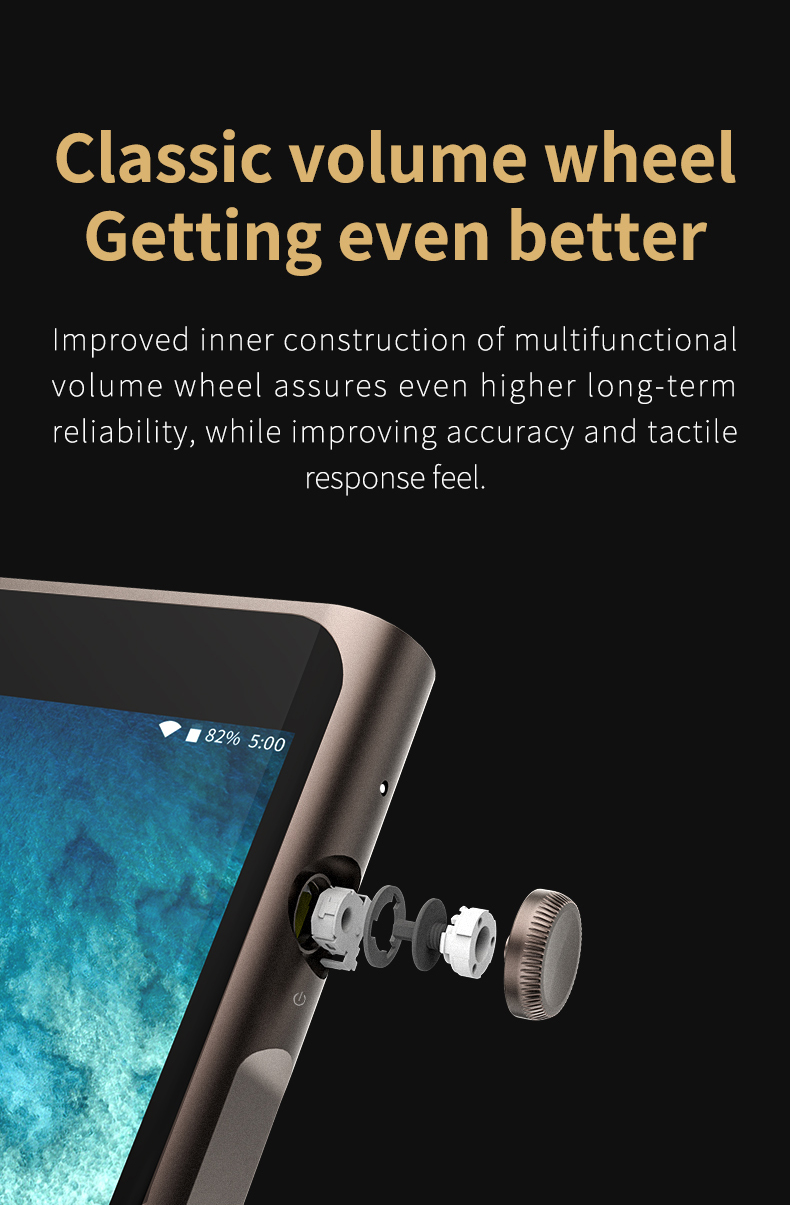 Classic volume wheel
Getting even better
Improved inner construction of multifunctional
volume wheel assures even higher long-term
reliability, while improving accuracy and tactile
response feel.
82% 5:00